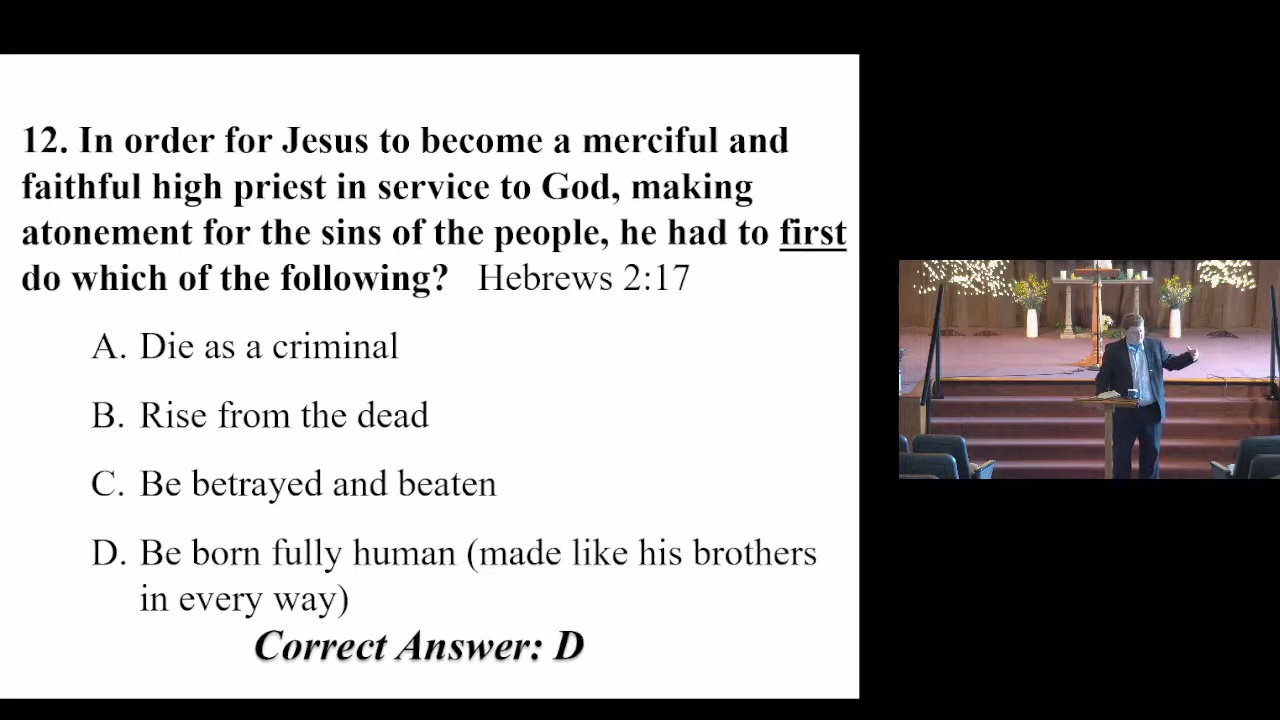 12. In order for Jesus to become a merciful and
faithful high priest in service to God, making
atonement for the sins of the people, he had to first
do which of the following? Hebrews 2:17
A. Die as a criminal
B. Rise from the dead
C. Be betrayed and beaten
D. Be born fully human (made like his brothers
in every way)
Correct Answer: D